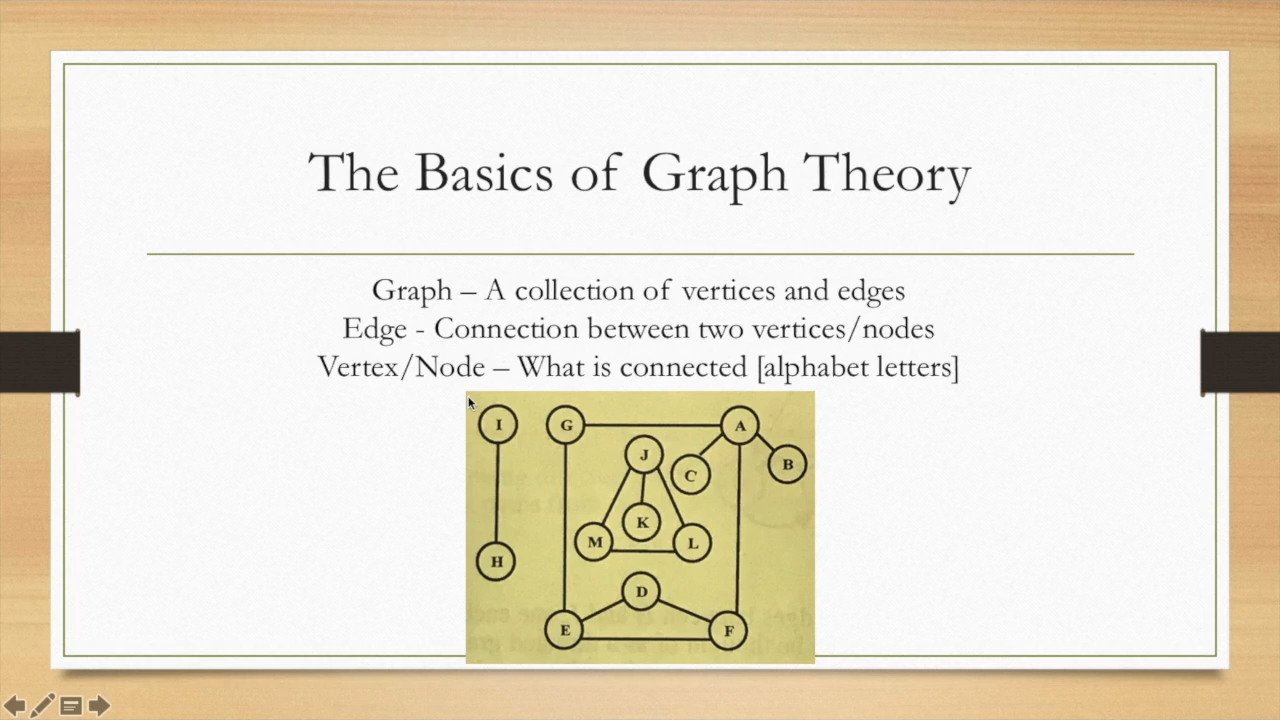 The Basics of Graph Theory
Graph – A collection of vertices and edges
Edge - Connection between two vertices/nodes
Vertex/Node – What is connected [alphabet letters]
I G A
J
C B
K
M L
H
D
E F